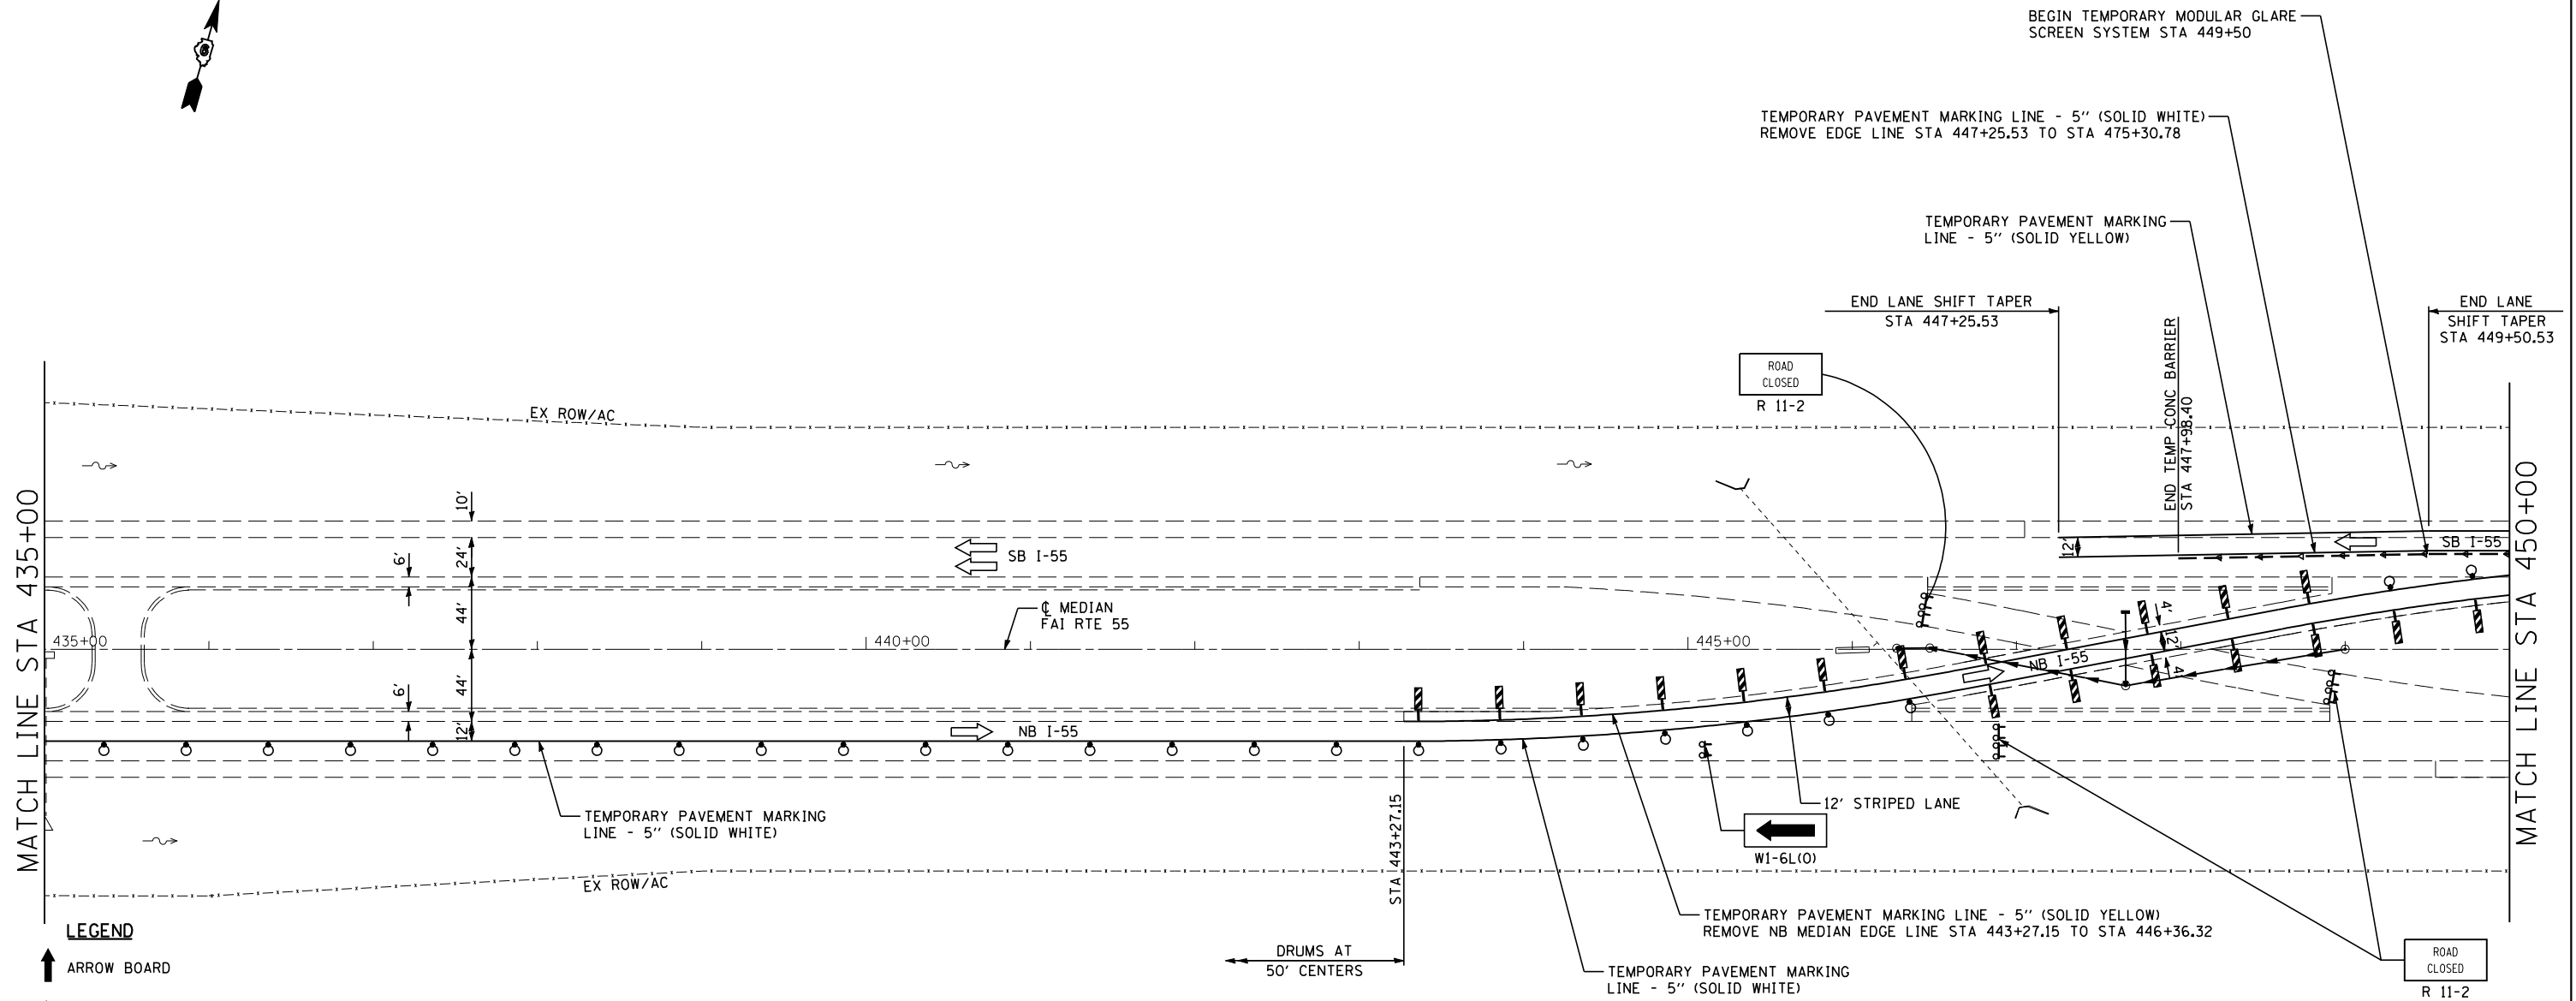 BEGIN TEMPORARY MODULAR GLARE
SCREEN SYSTEM STA 449+50
TEMPORARY PAVEMENT MARKING LINE - 5" (SOLID WHITE)
REMOVE EDGE LINE STA 447+25.53 TO STA 475+30.78
TEMPORARY PAVEMENT MARKING
LINE - 5" (SOLID YELLOW)
END LANE SHIFT TAPER
STA 447+25.53
END LANE
SHIFT TAPER
STA 449+50.53
END TEMP CONC BARRIER
STA 447+98.40
ROAD
CLOSED
R 11-2
EX ROW/AC
MATCH LINE STA 435+00
MATCH LINE STA 450+00
10'
24'
6'
44'
44'
6'
12'
SB I-55
12'
SB I-55
℄ MEDIAN
FAI RTE 55
435+00
440+00
445+00
4'
12'
4'
NB I-55
NB I-55
TEMPORARY PAVEMENT MARKING
LINE - 5" (SOLID WHITE)
STA 443+27.15
12' STRIPED LANE
W1-6L(O)
EX ROW/AC
TEMPORARY PAVEMENT MARKING LINE - 5" (SOLID YELLOW)
REMOVE NB MEDIAN EDGE LINE STA 443+27.15 TO STA 446+36.32
LEGEND
ARROW BOARD
DRUMS AT
50' CENTERS
TEMPORARY PAVEMENT MARKING
LINE - 5" (SOLID WHITE)
ROAD
CLOSED
R 11-2